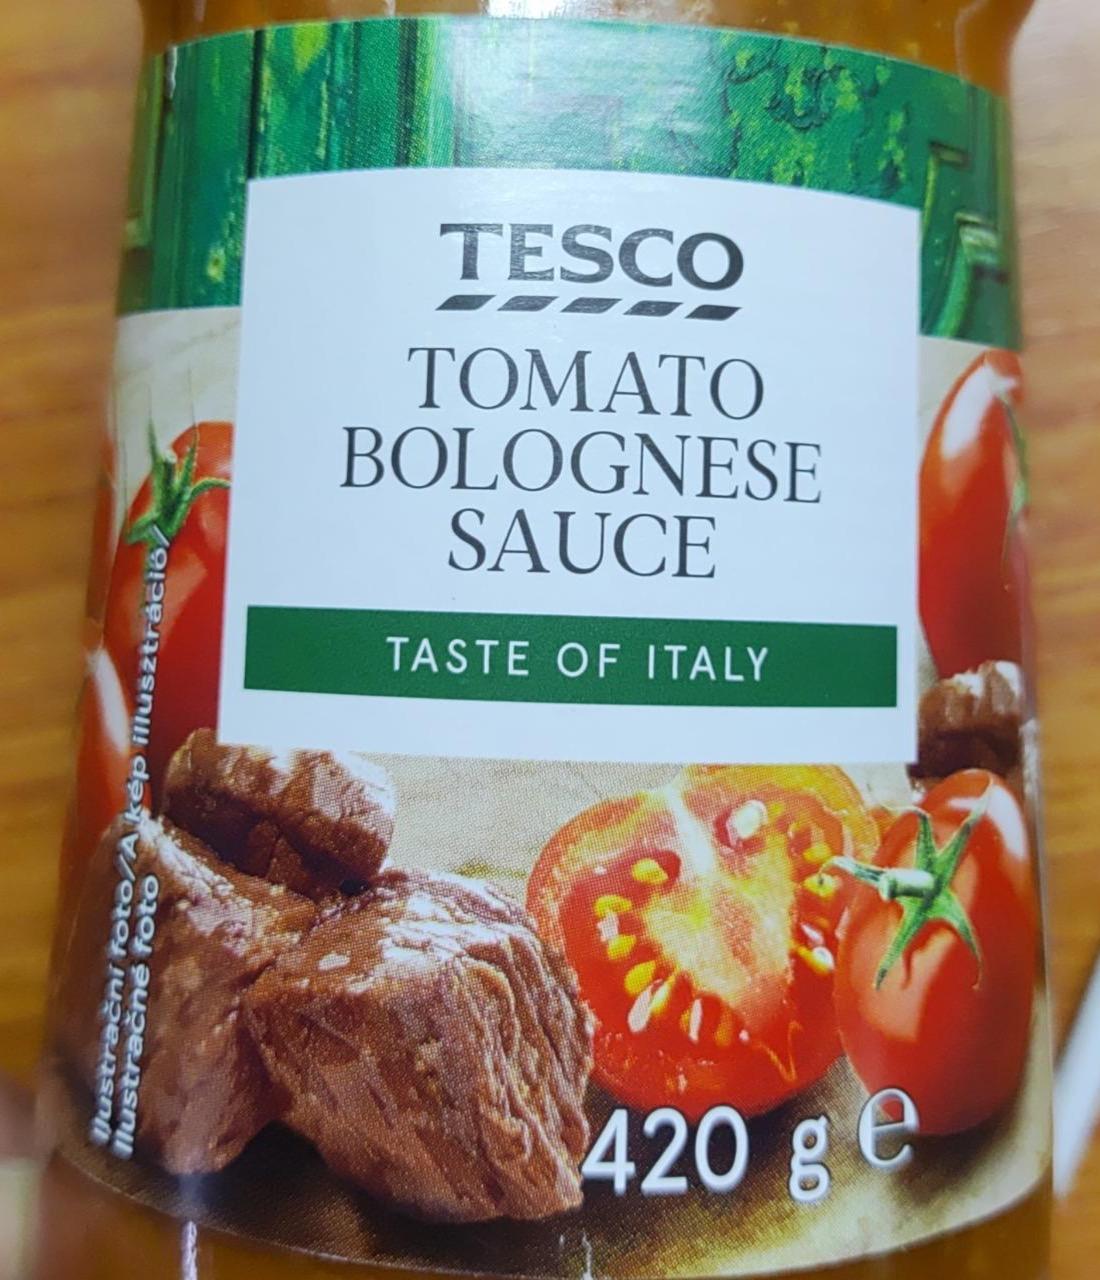 TESCO
TOMATO
BOLOGNESE
SAUCE
TASTE OF ITALY
Ilustrační foto/A kép illusztráció/
Ilustračné foto
420 g e